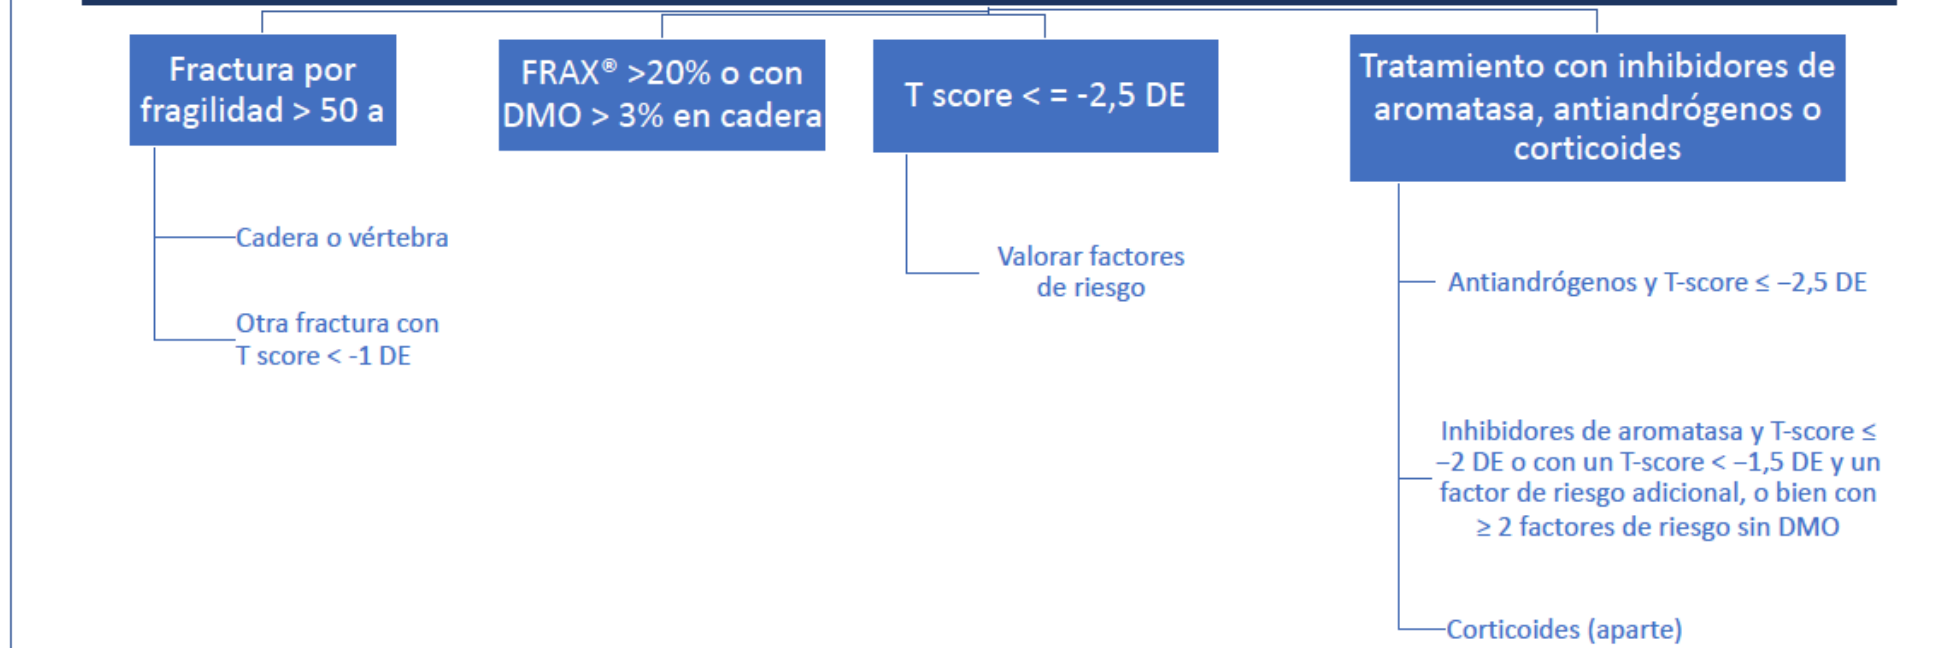 Fractura por
fragilidad > 50 a
Cadera o vértebra
Otra fractura con
T score < -1 DE
FRAX® >20% o con
DMO > 3% en cadera
T score < = -2,5 DE
Valorar factores
de riesgo
Tratamiento con inhibidores de
aromatasa, antiandrógenos o
corticoides
Antiandrógenos y T-score ≤ –2,5 DE
Inhibidores de aromatasa y T-score ≤
–2 DE o con un T-score < –1,5 DE y un
factor de riesgo adicional, o bien con
≥ 2 factores de riesgo sin DMO
Corticoides (aparte)